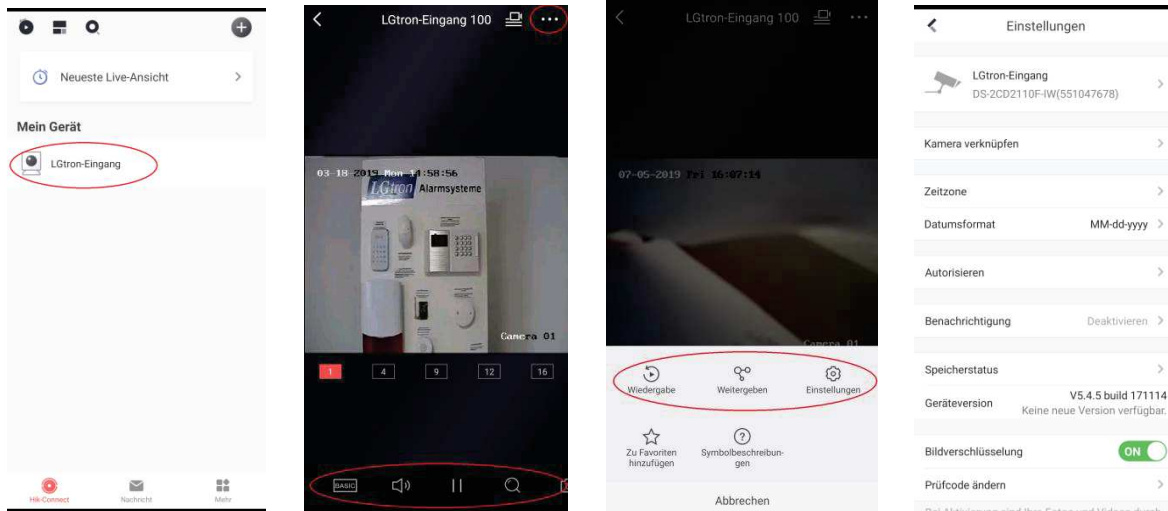 Neueste Live-Ansicht
Mein Gerät
LGtron-Eingang
Hik-Connect
Nachricht
Mehr
LGtron-Eingang 100
03-18-2019 Mon 14:58:56
LGtron Alarmsysteme
Camera 01
1 4 9 12 16
BASIC
LGtron-Eingang 100
07-05-2019 Fri 16:07:14
Camera 01
Wiedergabe Weitergeben Einstellungen
Zu Favoriten hinzufügen
Symbolbeschreibun-
gen
Abbrechen
Einstellungen
LGtron-Eingang
DS-2CD2110F-IW(551047678)
Kamera verknüpfen
Zeitzone
Datumsformat MM-dd-yyyy
Autorisieren
Benachrichtigung Deaktivieren
Speicherstatus
Geräteversion V5.4.5 build 171114
Keine neue Version verfügbar.
Bildverschlüsselung ON
Prüfcode ändern